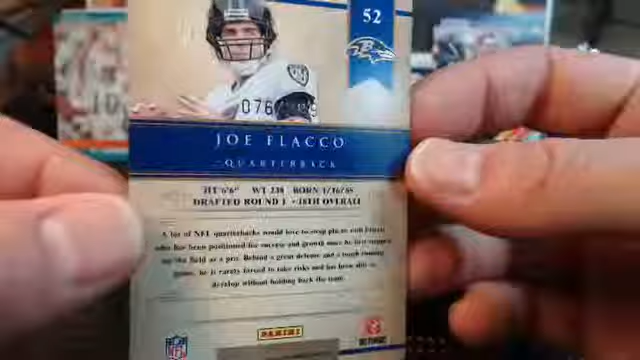 52
076
JOE FLACCO
QUARTERBACK
HT 6'6" WT 238 BORN 1/16/85
DRAFTED ROUND 1 • 18TH OVERALL
A lot of NFL quarterbacks would love to swap places with Flacco,
who has been positioned for success and growth since he first stepped
on the field as a pro. Behind a great defense and a tough running
game, he is rarely forced to take risks and has been able to
develop without holding back the team.
NFL
PANINI